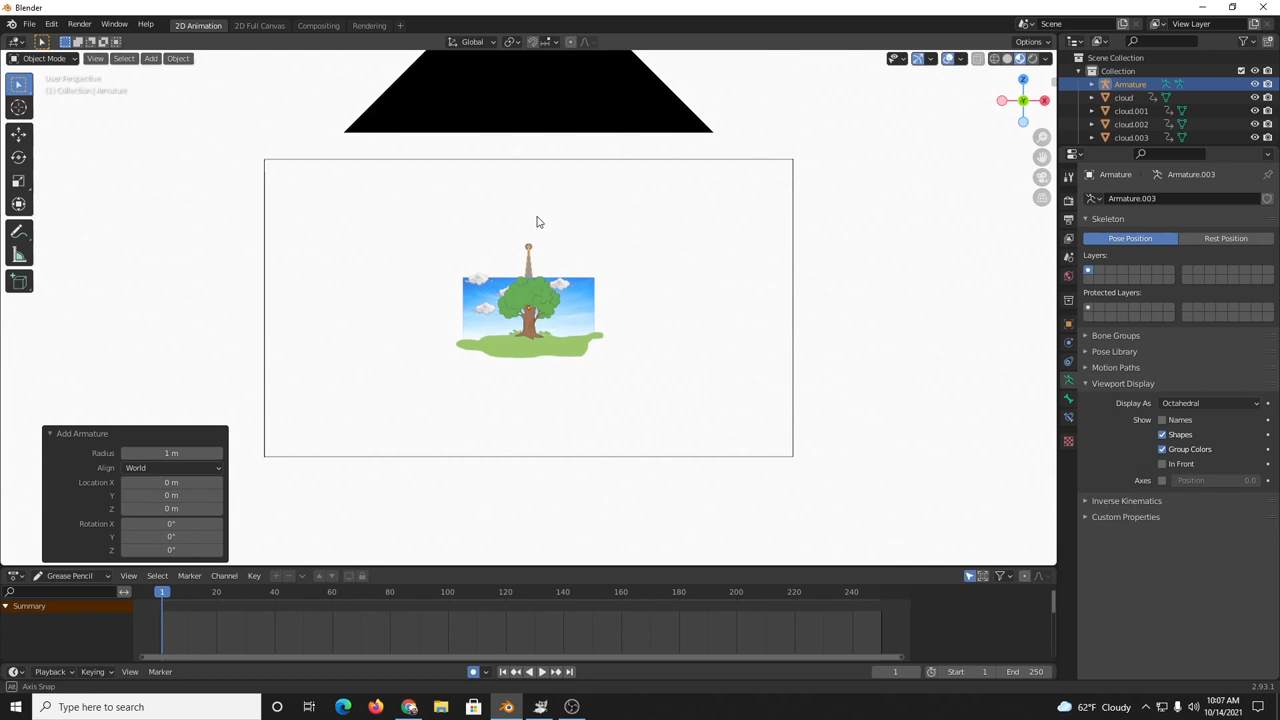 Blender
File Edit Render Window Help 2D Animation 2D Full Canvas Compositing Rendering + Scene View Layer
Global Options
Object Mode View Select Add Object
User Perspective
(1) Collection | Armature
Z
Y
X
Scene Collection
Collection
Armature
cloud
cloud.001
cloud.002
cloud.003
Armature Armature.003
Armature.003
Skeleton
Pose Position Rest Position
Layers:
Protected Layers:
Bone Groups
Pose Library
Motion Paths
Viewport Display
Display As Octahedral
Show Names
Shapes
Group Colors
In Front
Axes Position 0.0
Inverse Kinematics
Custom Properties
Add Armature
Radius 1 m
Align World
Location X 0 m
Y 0 m
Z 0 m
Rotation X 0°
Y 0°
Z 0°
Grease Pencil View Select Marker Channel Key
1 20 40 60 80 100 120 140 160 180 200 220 240
Summary
Playback Keying View Marker 1 Start 1 End 250
Axis Snap 2.93.1
Type here to search
62°F Cloudy
10:07 AM
10/14/2021